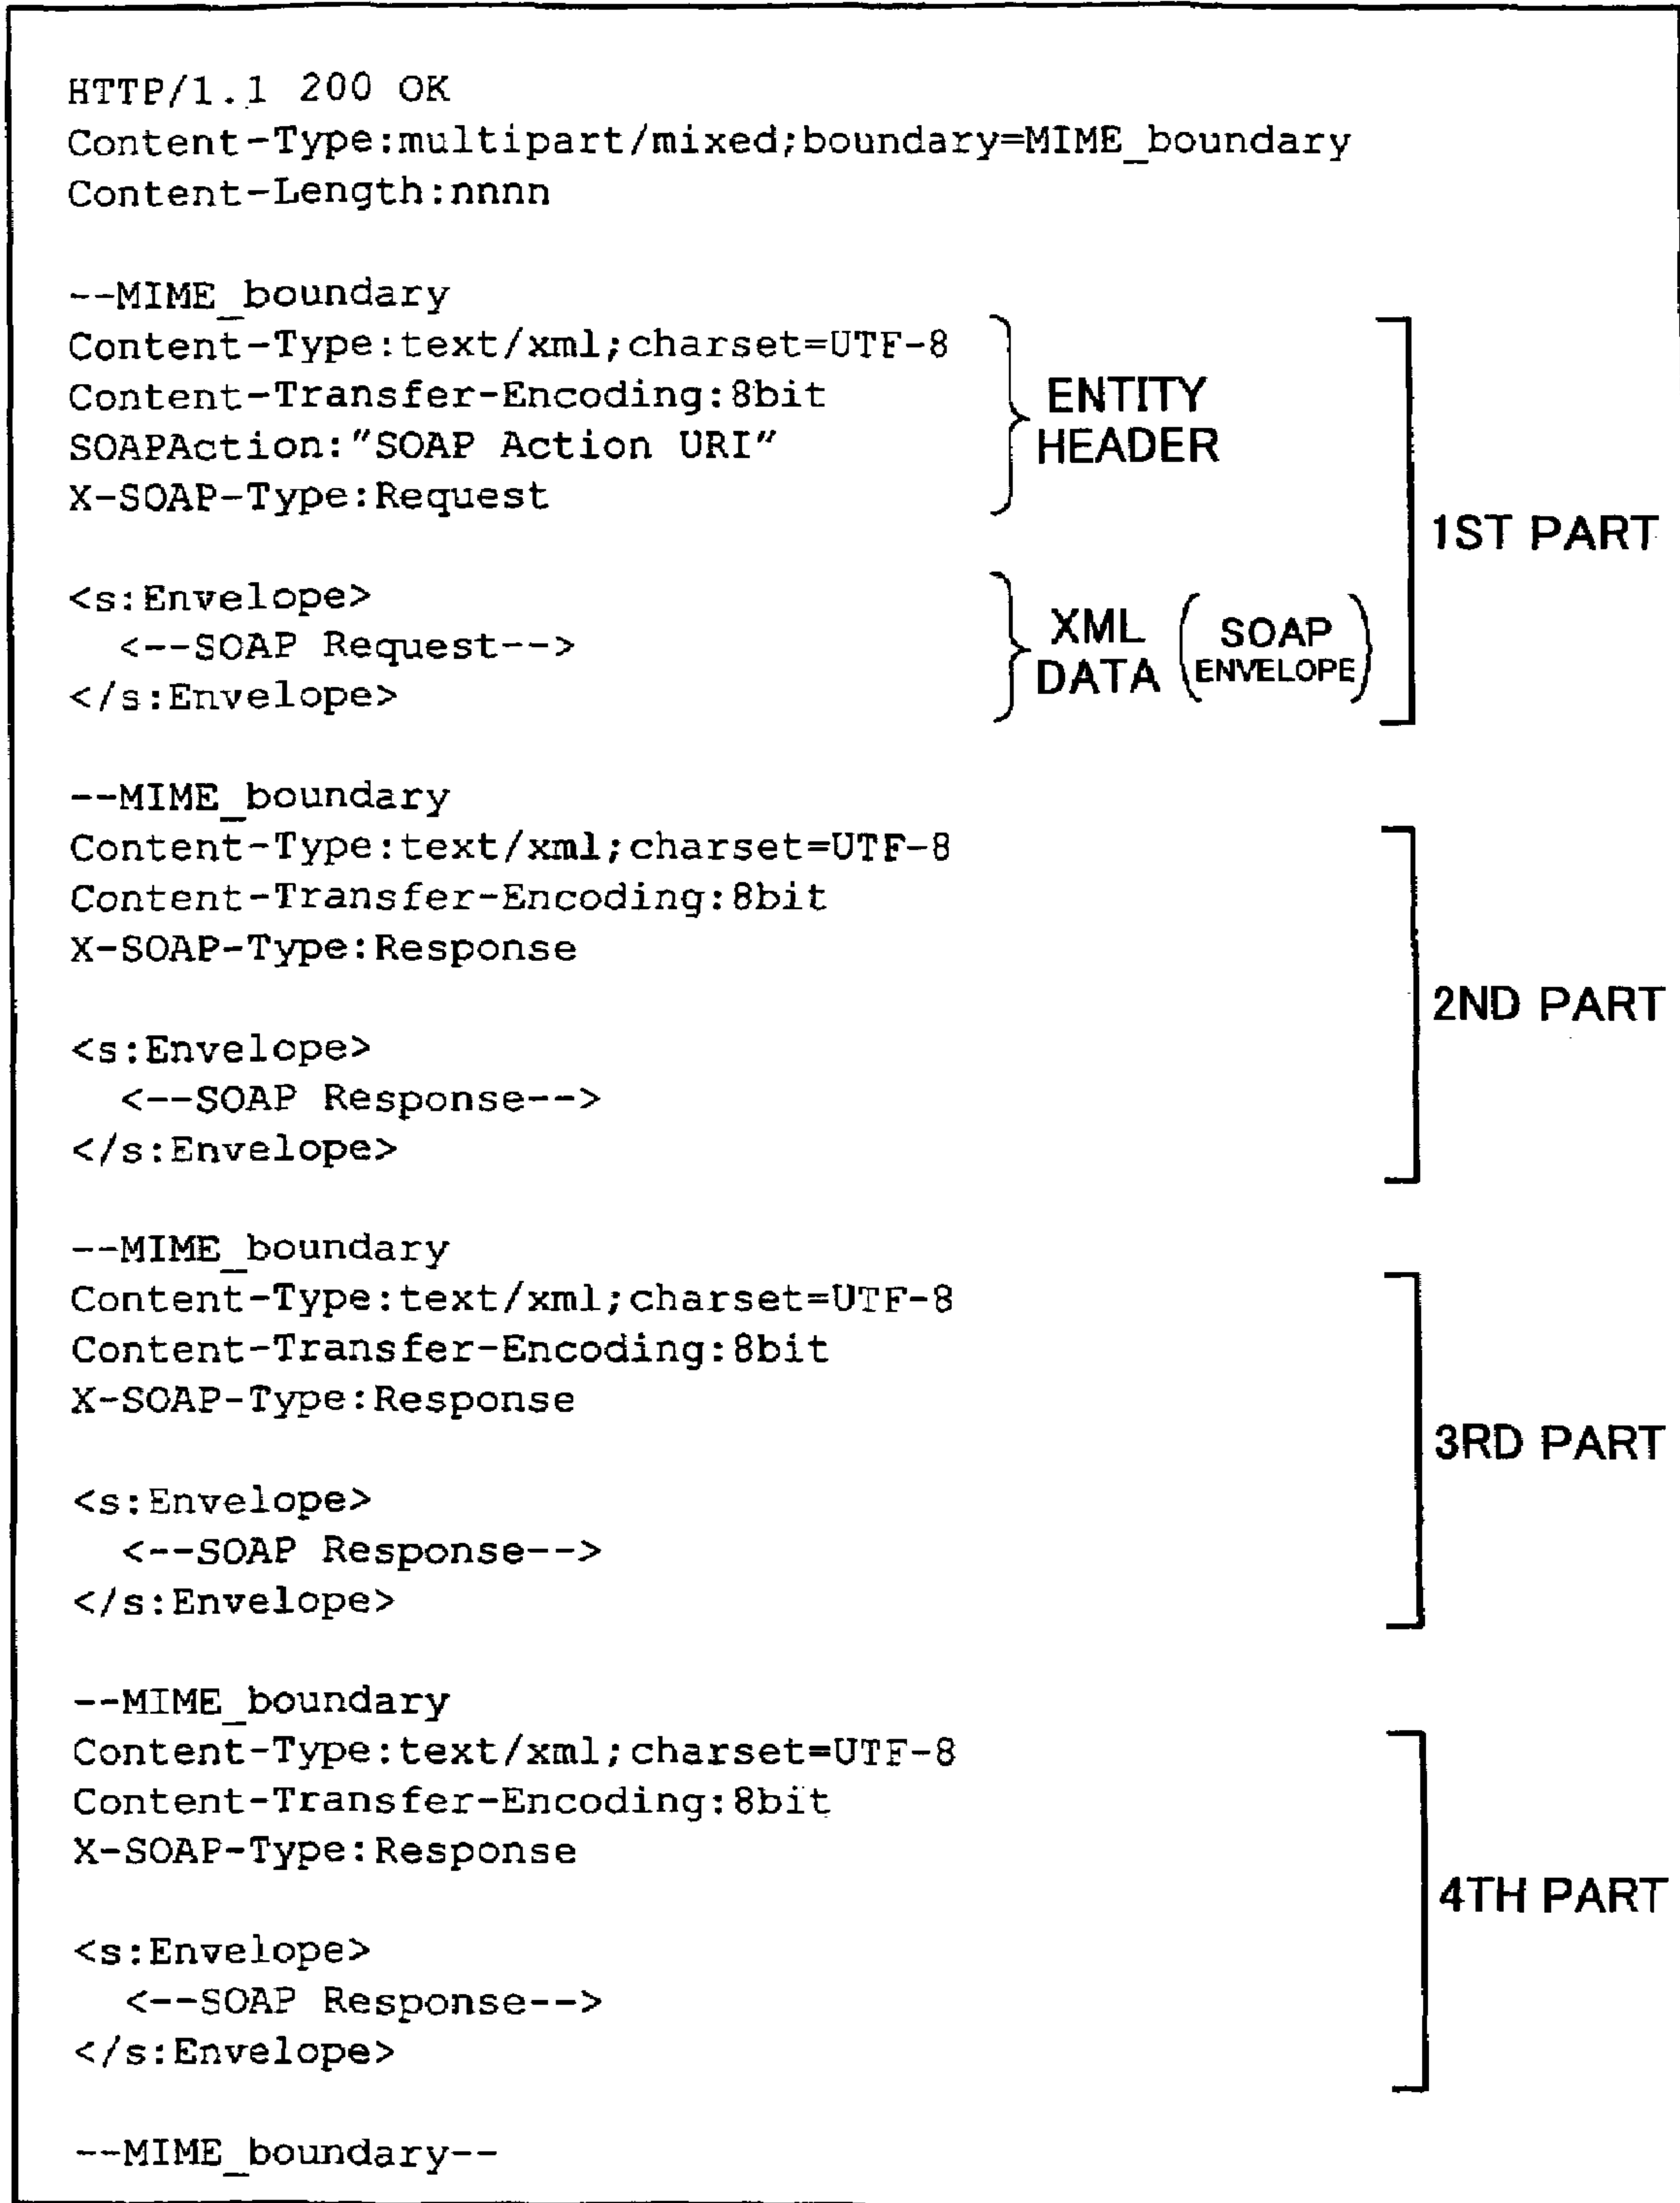 HTTP/1.1 200 OK
Content-Type:multipart/mixed;boundary=MIME_boundary
Content-Length:nnnn
--MIME_boundary
Content-Type:text/xml;charset=UTF-8
Content-Transfer-Encoding:8bit
SOAPAction:"SOAP Action URI"
X-SOAP-Type:Request
ENTITY
HEADER
<s:Envelope>
<--SOAP Request-->
</s:Envelope>
XML
DATA
SOAP
ENVELOPE
1ST PART
--MIME_boundary
Content-Type:text/xml;charset=UTF-8
Content-Transfer-Encoding:8bit
X-SOAP-Type:Response
<s:Envelope>
<--SOAP Response-->
</s:Envelope>
2ND PART
--MIME_boundary
Content-Type:text/xml;charset=UTF-8
Content-Transfer-Encoding:8bit
X-SOAP-Type:Response
<s:Envelope>
<--SOAP Response-->
</s:Envelope>
3RD PART
--MIME_boundary
Content-Type:text/xml;charset=UTF-8
Content-Transfer-Encoding:8bit
X-SOAP-Type:Response
<s:Envelope>
<--SOAP Response-->
</s:Envelope>
4TH PART
--MIME_boundary--